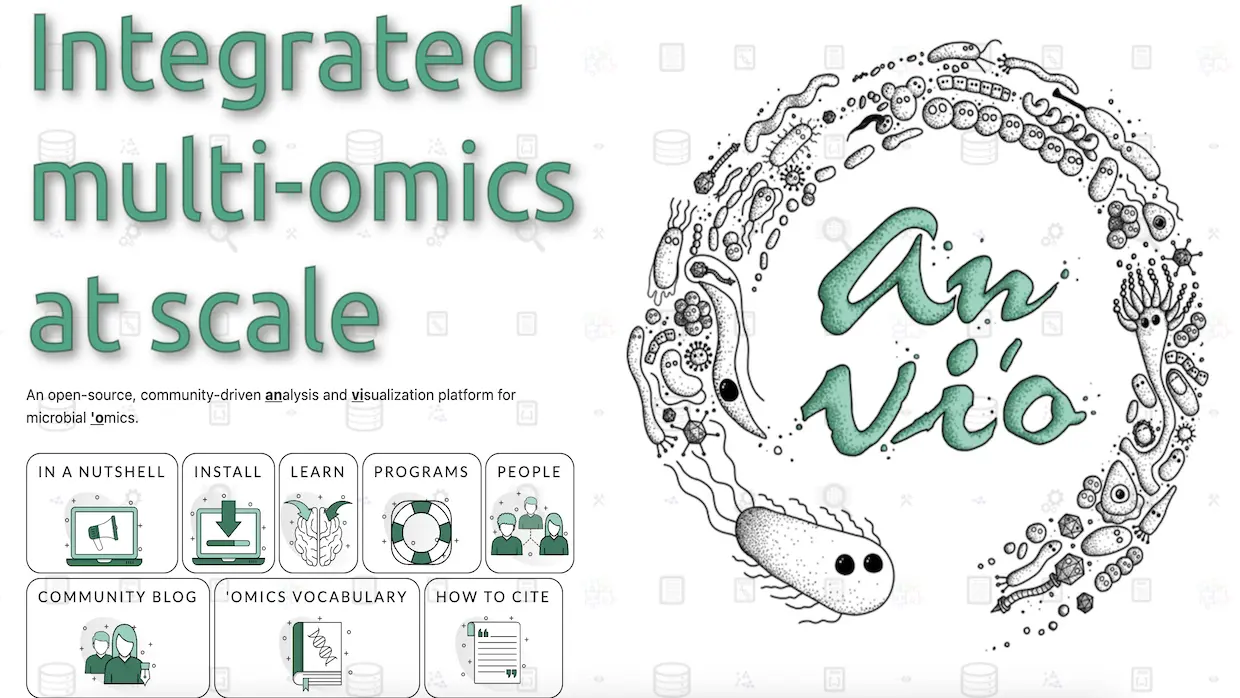 Integrated
multi-omics
at scale
An open-source, community-driven analysis and visualization platform for
microbial 'omics.
IN A NUTSHELL
INSTALL
LEARN
PROGRAMS
PEOPLE
COMMUNITY BLOG
'OMICS VOCABULARY
HOW TO CITE
An
vi'o